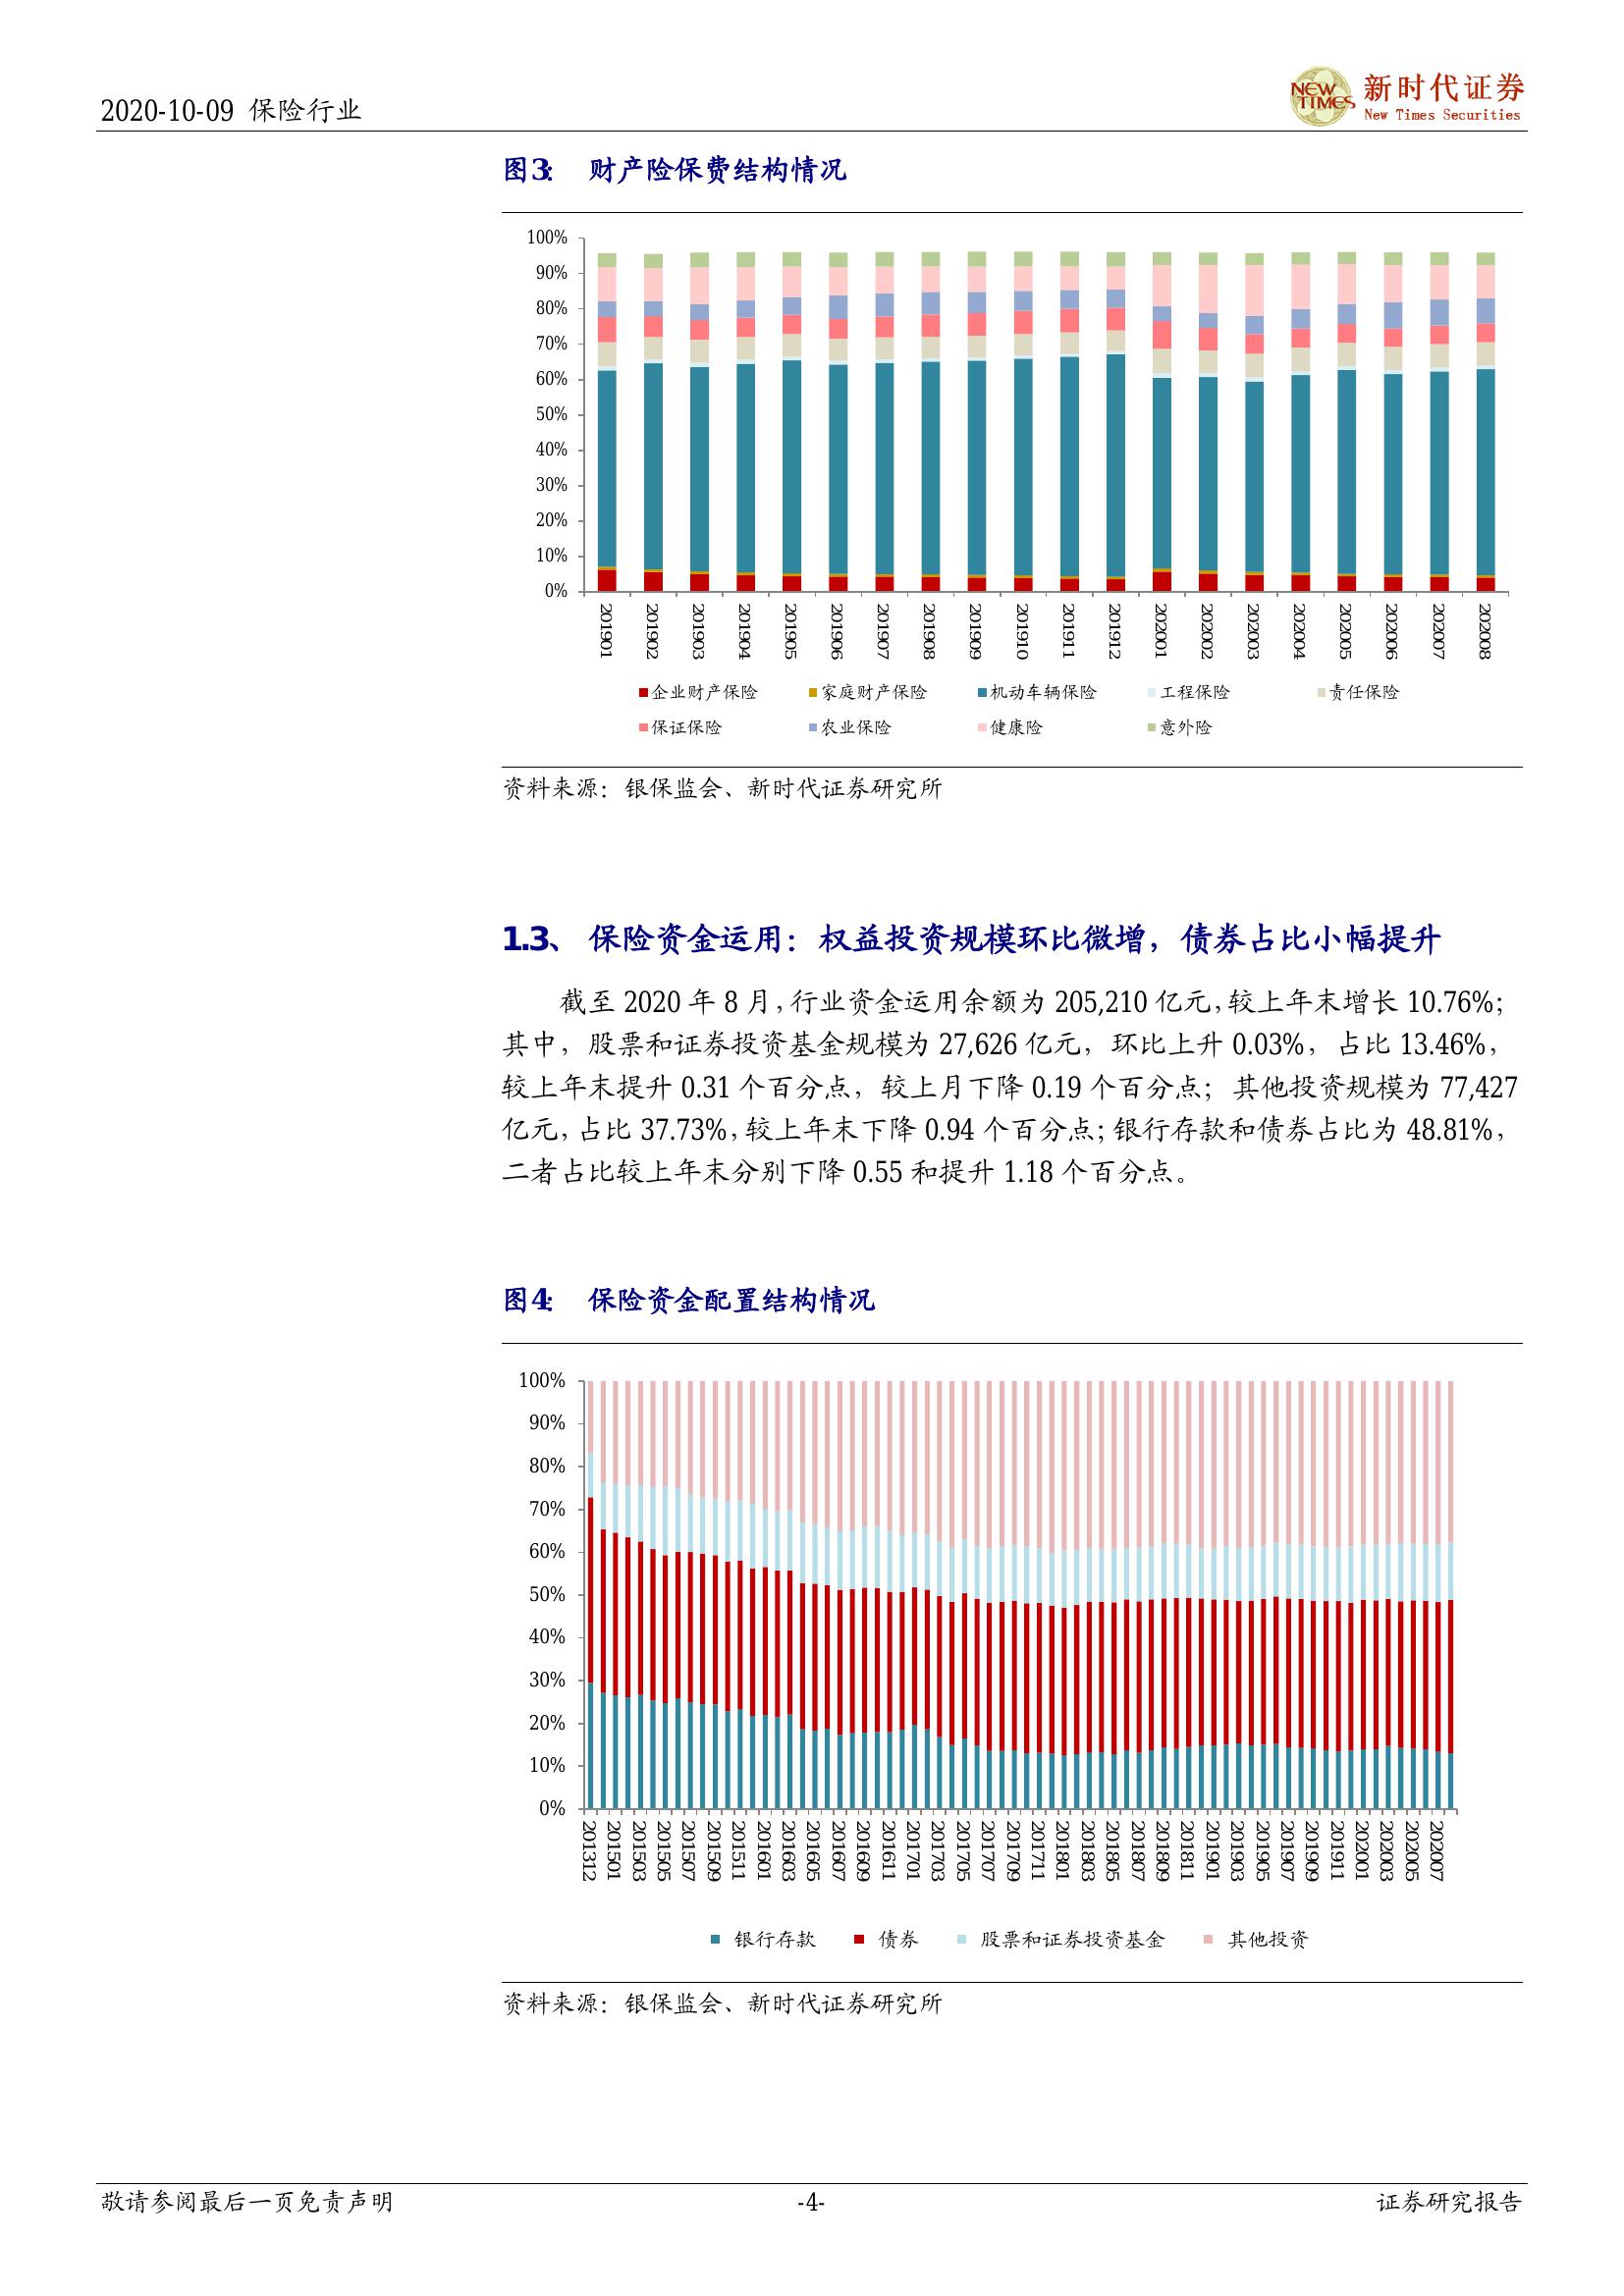 2020-10-09 保险行业
NEW TIMES 新时代证券
New Times Securities
图3: 财产险保费结构情况
100%
90%
80%
70%
60%
50%
40%
30%
20%
10%
0%
201901 201902 201903 201904 201905 201906 201907 201908 201909 201910 201911 201912 202001 202002 202003 202004 202005 202006 202007 202008
企业财产保险 家庭财产保险 机动车辆保险 工程保险 责任保险
保证保险 农业保险 健康险 意外险
资料来源：银保监会、新时代证券研究所
1.3、 保险资金运用：权益投资规模环比微增，债券占比小幅提升
截至 2020 年 8 月，行业资金运用余额为 205,210 亿元，较上年末增长 10.76%；
其中，股票和证券投资基金规模为 27,626 亿元，环比上升 0.03%，占比 13.46%，
较上年末提升 0.31 个百分点，较上月下降 0.19 个百分点；其他投资规模为 77,427
亿元，占比 37.73%，较上年末下降 0.94 个百分点；银行存款和债券占比为 48.81%，
二者占比较上年末分别下降 0.55 和提升 1.18 个百分点。
图4: 保险资金配置结构情况
100%
90%
80%
70%
60%
50%
40%
30%
20%
10%
0%
201312 201501 201503 201505 201507 201509 201511 201601 201603 201605 201607 201609 201611 201701 201703 201705 201707 201709 201711 201801 201803 201805 201807 201809 201811 201901 201903 201905 201907 201909 201911 202001 202003 202005 202007
银行存款 债券 股票和证券投资基金 其他投资
资料来源：银保监会、新时代证券研究所
敬请参阅最后一页免责声明 -4- 证券研究报告